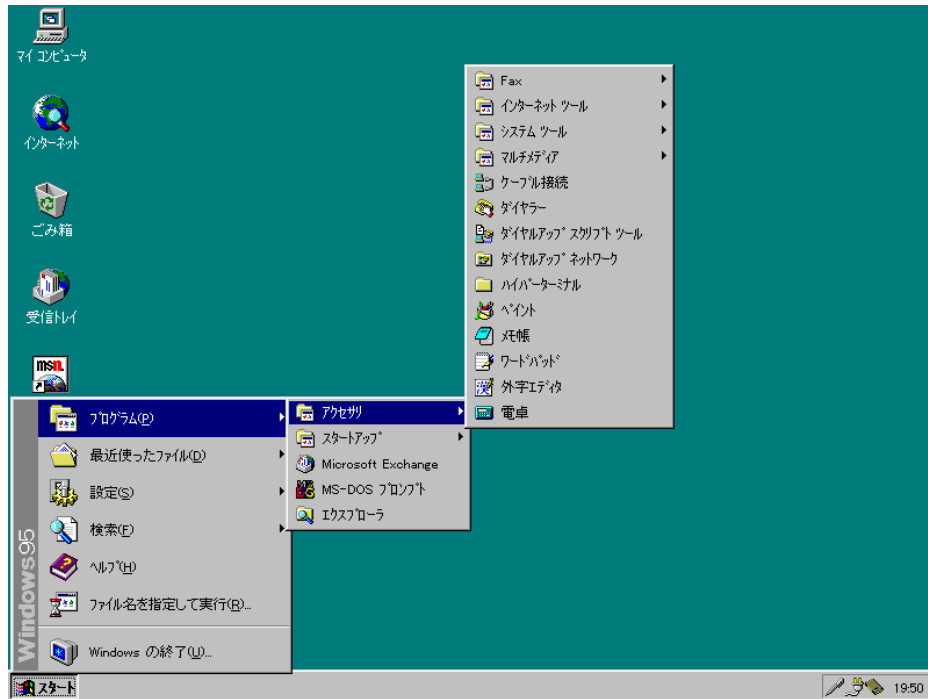 マイ コンピュータ
インターネット
ごみ箱
受信トレイ
msn.
Fax
インターネット ツール
システム ツール
マルチメディア
ケーブル接続
ダイヤラー
ダイヤルアップ スクリプト ツール
ダイヤルアップ ネットワーク
ハイパーターミナル
ペイント
メモ帳
ワードパッド
外字エディタ
電卓
アクセサリ
スタートアップ
Microsoft Exchange
MS-DOS プロンプト
エクスプローラ
プログラム(P)
最近使ったファイル(D)
設定(S)
検索(F)
ヘルプ(H)
ファイル名を指定して実行(R)...
Windows の終了(U)...
Windows95
スタート
19:50